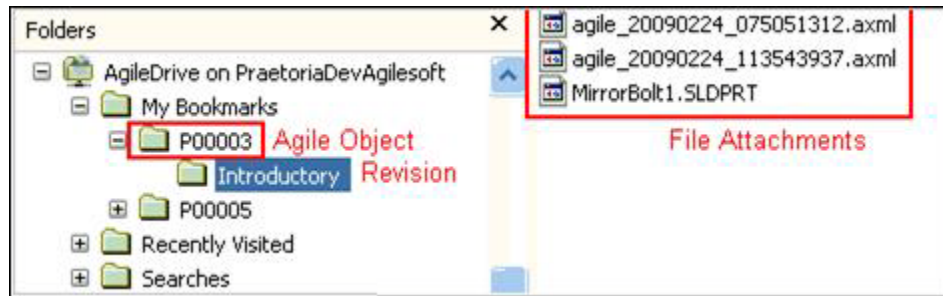 Folders
AgileDrive on PraetoriaDevAgilesoft
My Bookmarks
P00003 Agile Object
Introductory Revision
P00005
Recently Visited
Searches
agile_20090224_075051312.axml
agile_20090224_113543937.axml
MirrorBolt1.SLDPRT
File Attachments